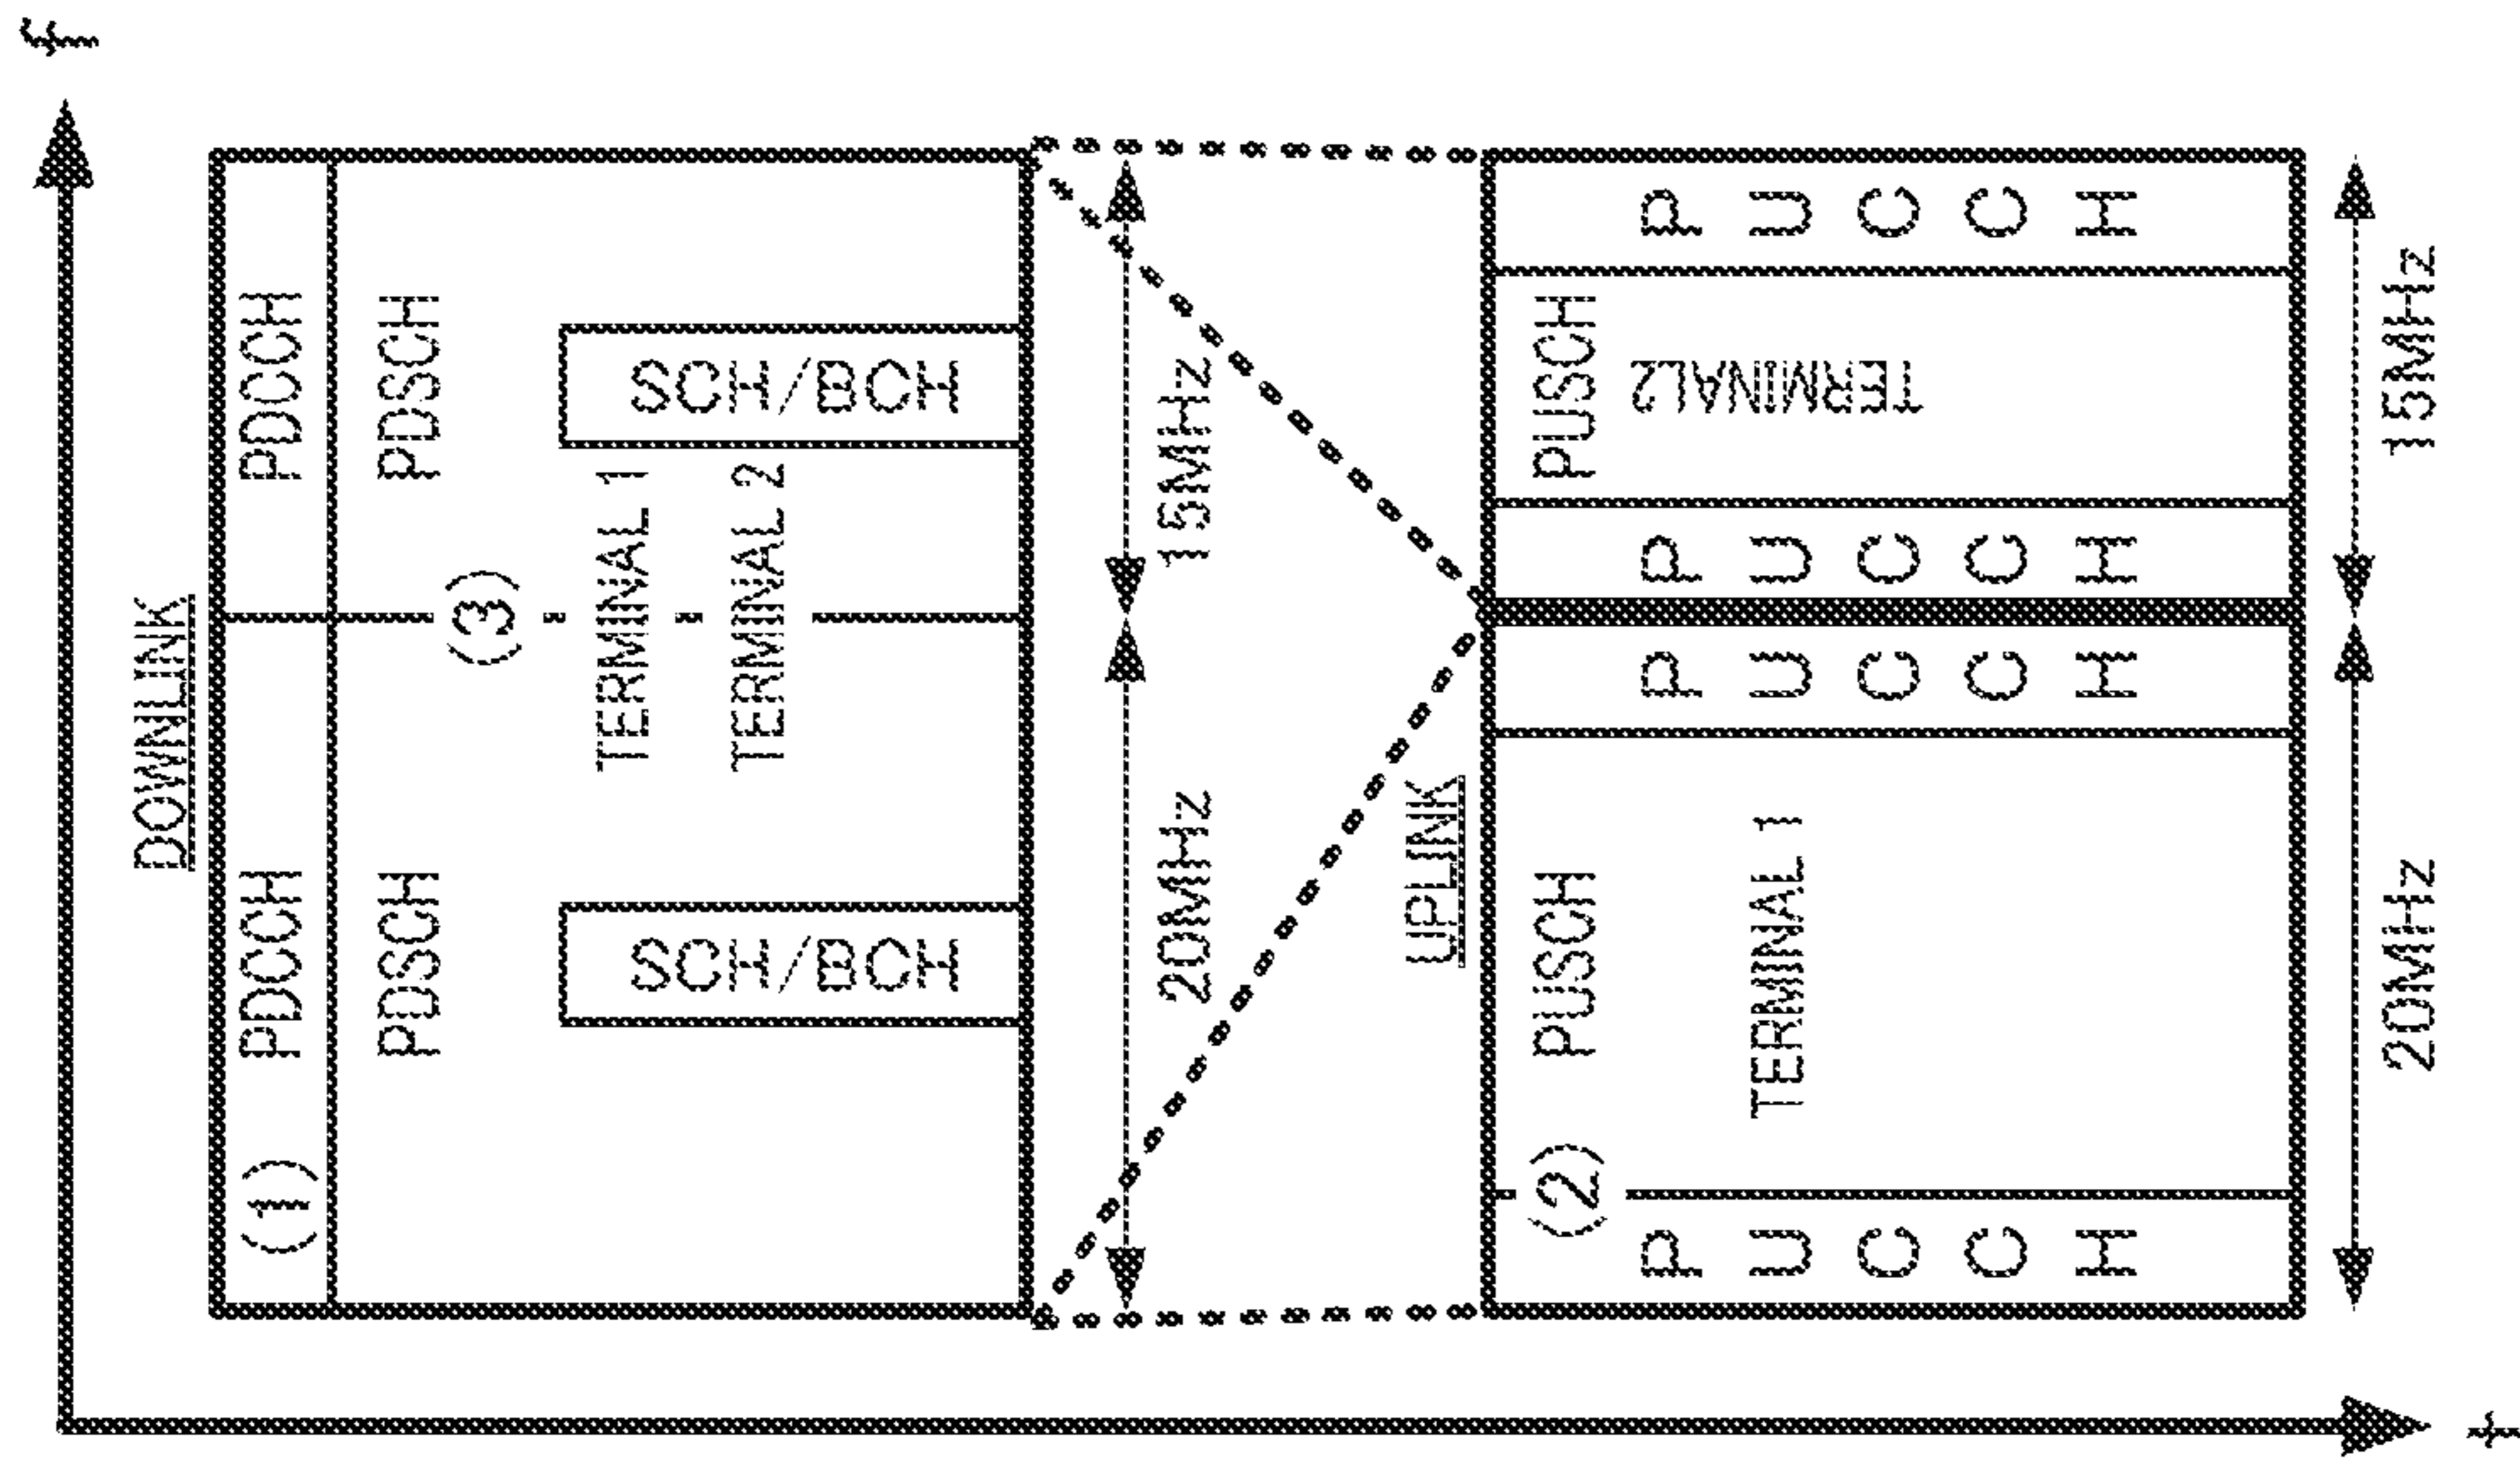 f
DOWNLINK
(1) PDCCH
PDCCH
PDSCH
PDSCH
(3)
TERMINAL 1
TERMINAL 2
SCH/BCH
SCH/BCH
20MHz
15MHz
UPLINK
(2) PUSCH
PUSCH
TERMINAL 1
TERMINAL2
PUCCH
PUCCH
PUCCH
PUCCH
20MHz
15MHz
t